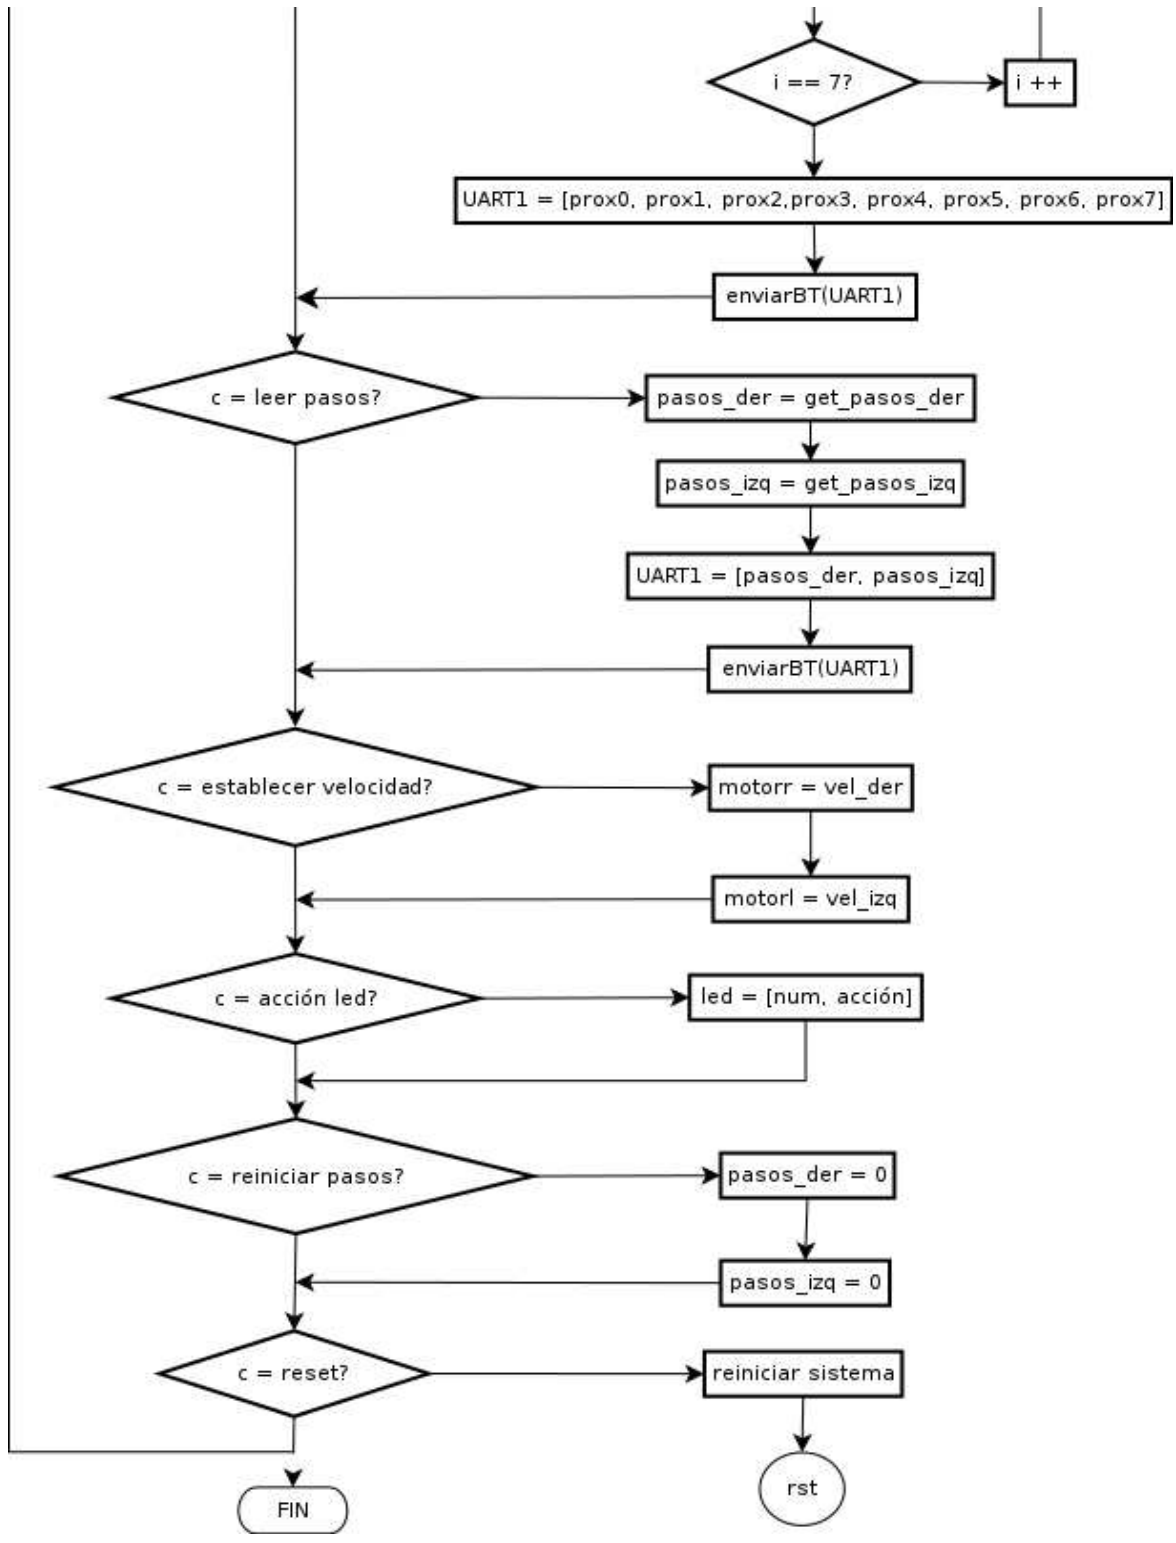 i == 7?
i ++
UART1 = [prox0, prox1, prox2,prox3, prox4, prox5, prox6, prox7]
enviarBT(UART1)
c = leer pasos?
pasos_der = get_pasos_der
pasos_izq = get_pasos_izq
UART1 = [pasos_der, pasos_izq]
enviarBT(UART1)
c = establecer velocidad?
motorr = vel_der
motorl = vel_izq
c = acción led?
led = [num, acción]
c = reiniciar pasos?
pasos_der = 0
pasos_izq = 0
c = reset?
reiniciar sistema
rst
FIN